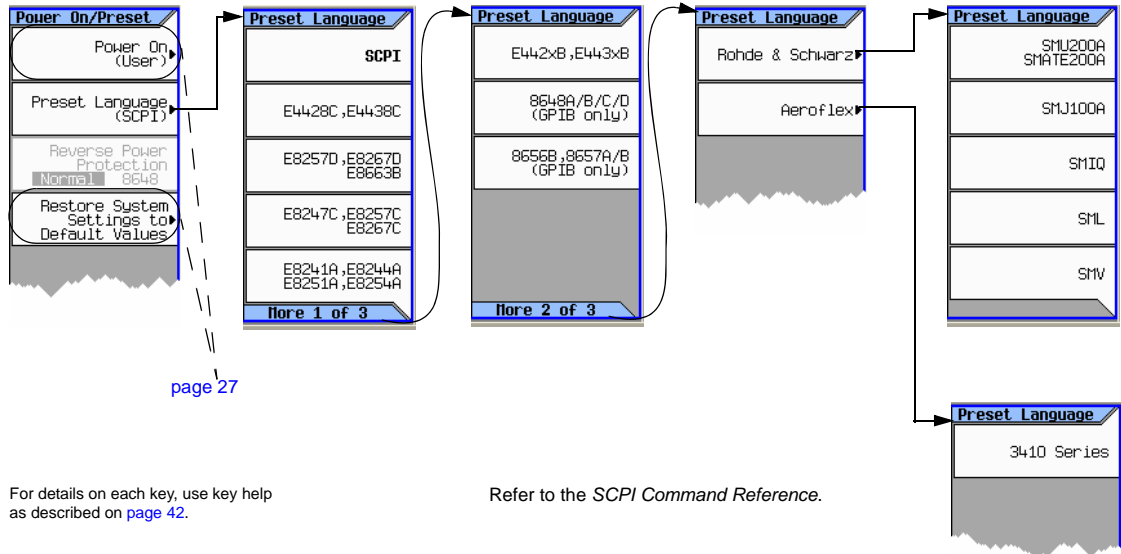 Power On/Preset
Power On
(User)
Preset Language
(SCPI)
Reverse Power
Protection
Normal 8648
Restore System
Settings to
Default Values
page 27
Preset Language
SCPI
E4428C,E4438C
E8257D,E8267D
E8663B
E8247C,E8257C
E8267C
E8241A,E8244A
E8251A,E8254A
More 1 of 3
Preset Language
E442xB,E443xB
8648A/B/C/D
(GPIB only)
8656B,8657A/B
(GPIB only)
More 2 of 3
Preset Language
Rohde & Schwarz
Aeroflex
Preset Language
SMU200A
SMATE200A
SMJ100A
SMIQ
SML
SMV
Preset Language
3410 Series
For details on each key, use key help
as described on page 42.
Refer to the SCPI Command Reference.